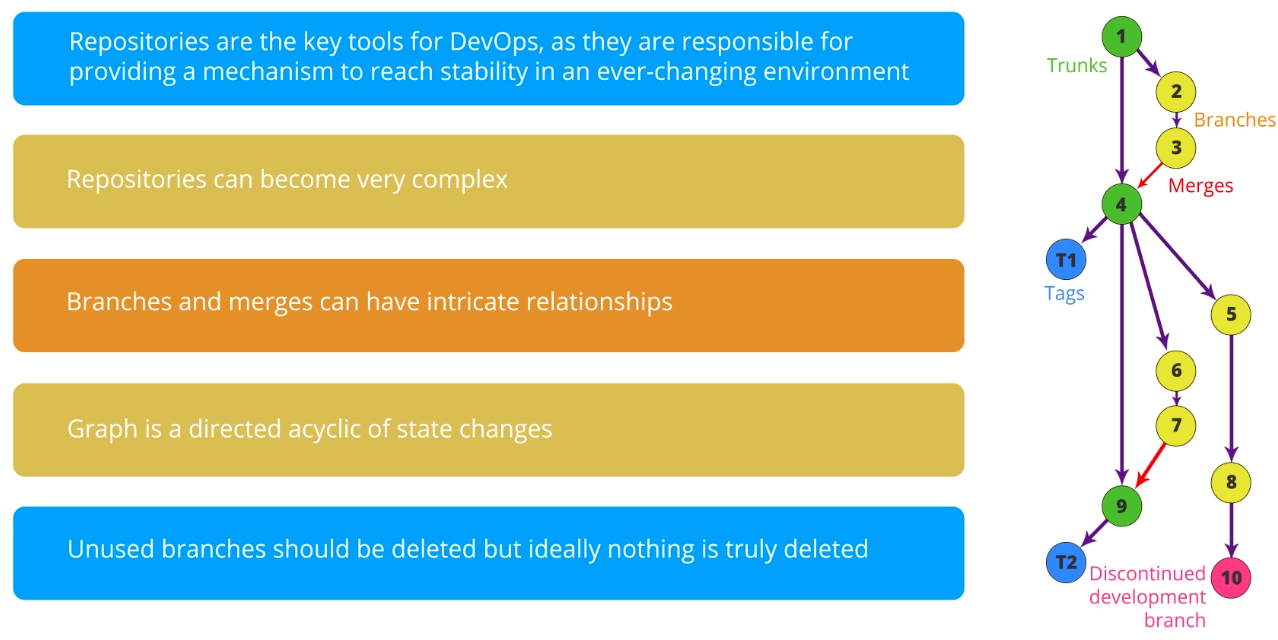 Repositories are the key tools for DevOps, as they are responsible for
providing a mechanism to reach stability in an ever-changing environment
Repositories can become very complex
Branches and merges can have intricate relationships
Graph is a directed acyclic of state changes
Unused branches should be deleted but ideally nothing is truly deleted
1
Trunks
2
Branches
3
Merges
4
T1
Tags
5
6
7
8
9
T2
Discontinued
development
branch
10